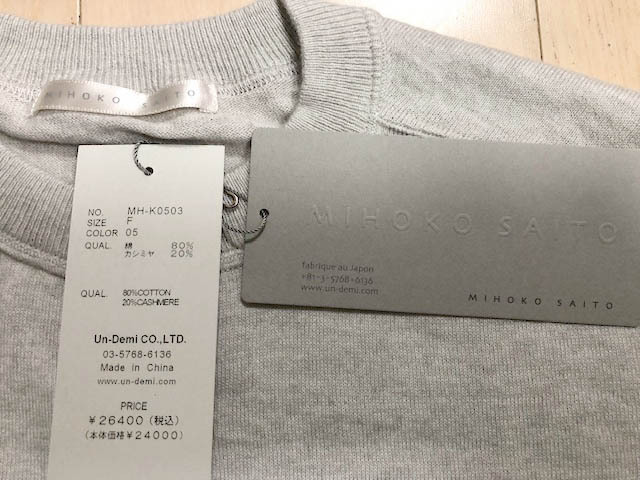 MIHOKO SAITO
NO. MH-K0503
SIZE F
COLOR 05
QUAL. 綿 80%
カシミヤ 20%
QUAL. 80%COTTON
20%CASHMERE
Un-Demi CO.,LTD.
03-5768-6136
Made in China
www.un-demi.com
PRICE
¥26400(税込)
(本体価格¥24000)
MIHOKO SAITO
fabrique au Japon
+81-3-5768-6136
www.un-demi.com
MIHOKO SAITO